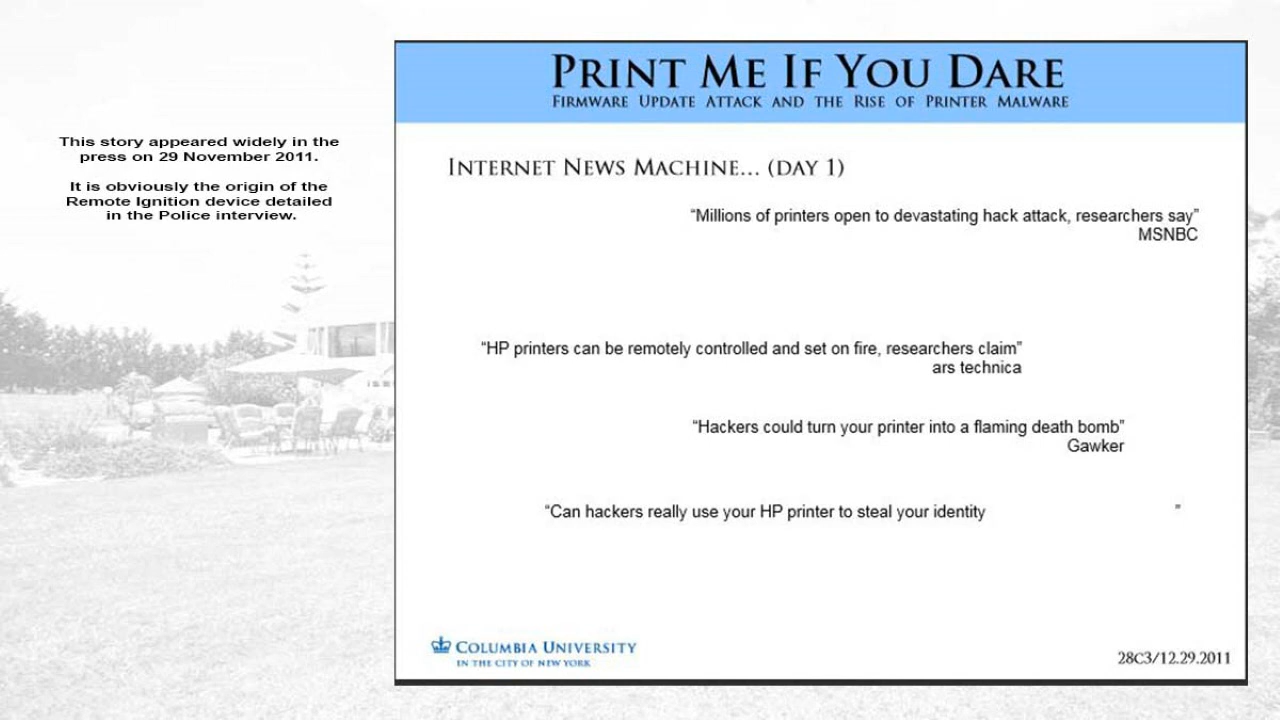 This story appeared widely in the
press on 29 November 2011.
It is obviously the origin of the
Remote Ignition device detailed
in the Police interview.
PRINT ME IF YOU DARE
FIRMWARE UPDATE ATTACK AND THE RISE OF PRINTER MALWARE
INTERNET NEWS MACHINE... (DAY 1)
“Millions of printers open to devastating hack attack, researchers say”
MSNBC
“HP printers can be remotely controlled and set on fire, researchers claim”
ars technica
“Hackers could turn your printer into a flaming death bomb”
Gawker
“Can hackers really use your HP printer to steal your identity ”
COLUMBIA UNIVERSITY
IN THE CITY OF NEW YORK
28C3/12.29.2011